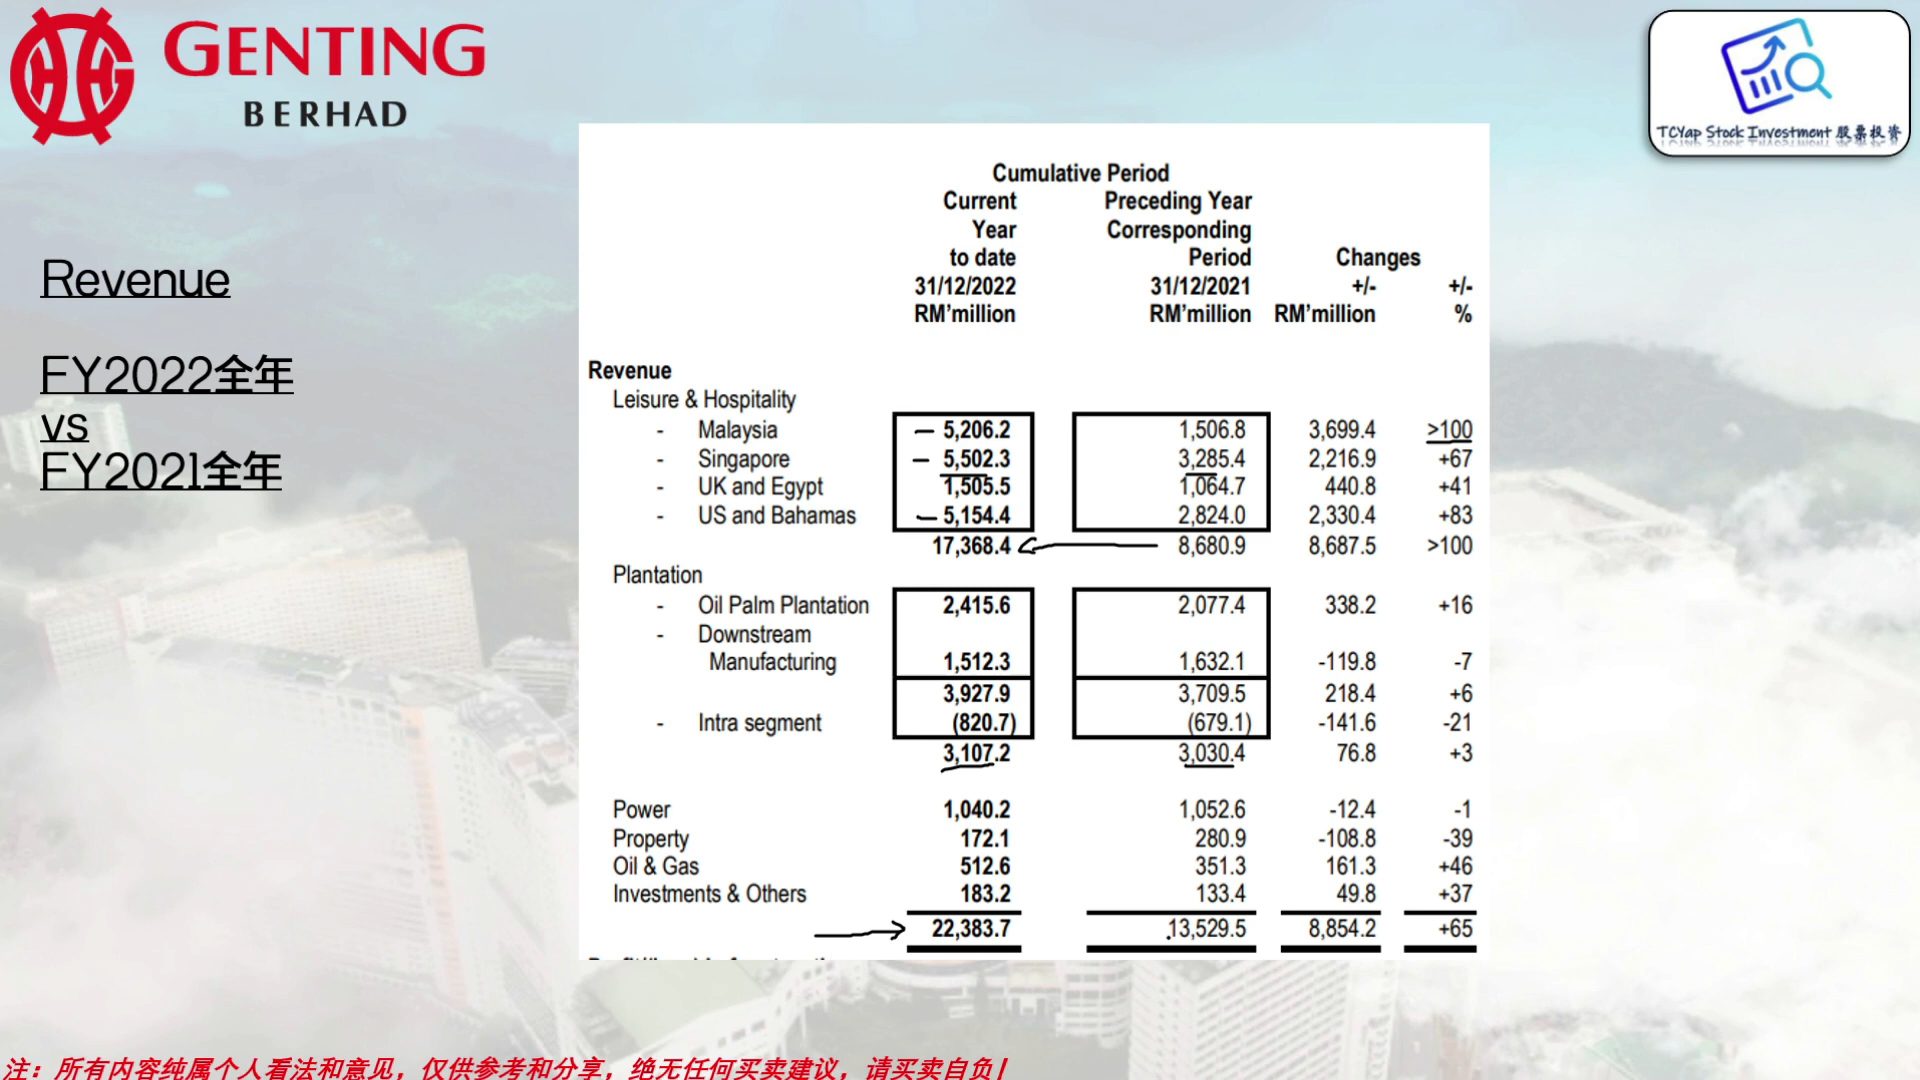 GENTING
BERHAD
TCYap Stock Investment 股票投资
Revenue
FY2022全年
vs
FY2021全年
Cumulative Period
Current Preceding Year
Year Corresponding
to date Period Changes
31/12/2022 31/12/2021 +/- +/-
RM'million RM'million RM'million %
Revenue
Leisure & Hospitality
- Malaysia 5,206.2 1,506.8 3,699.4 >100
- Singapore 5,502.3 3,285.4 2,216.9 +67
- UK and Egypt 1,505.5 1,064.7 440.8 +41
- US and Bahamas 5,154.4 2,824.0 2,330.4 +83
17,368.4 8,680.9 8,687.5 >100
Plantation
- Oil Palm Plantation 2,415.6 2,077.4 338.2 +16
- Downstream
Manufacturing 1,512.3 1,632.1 -119.8 -7
3,927.9 3,709.5 218.4 +6
- Intra segment (820.7) (679.1) -141.6 -21
3,107.2 3,030.4 76.8 +3
Power 1,040.2 1,052.6 -12.4 -1
Property 172.1 280.9 -108.8 -39
Oil & Gas 512.6 351.3 161.3 +46
Investments & Others 183.2 133.4 49.8 +37
22,383.7 13,529.5 8,854.2 +65
注：所有内容纯属个人看法和意见，仅供参考和分享，绝无任何买卖建议，请买卖自负！